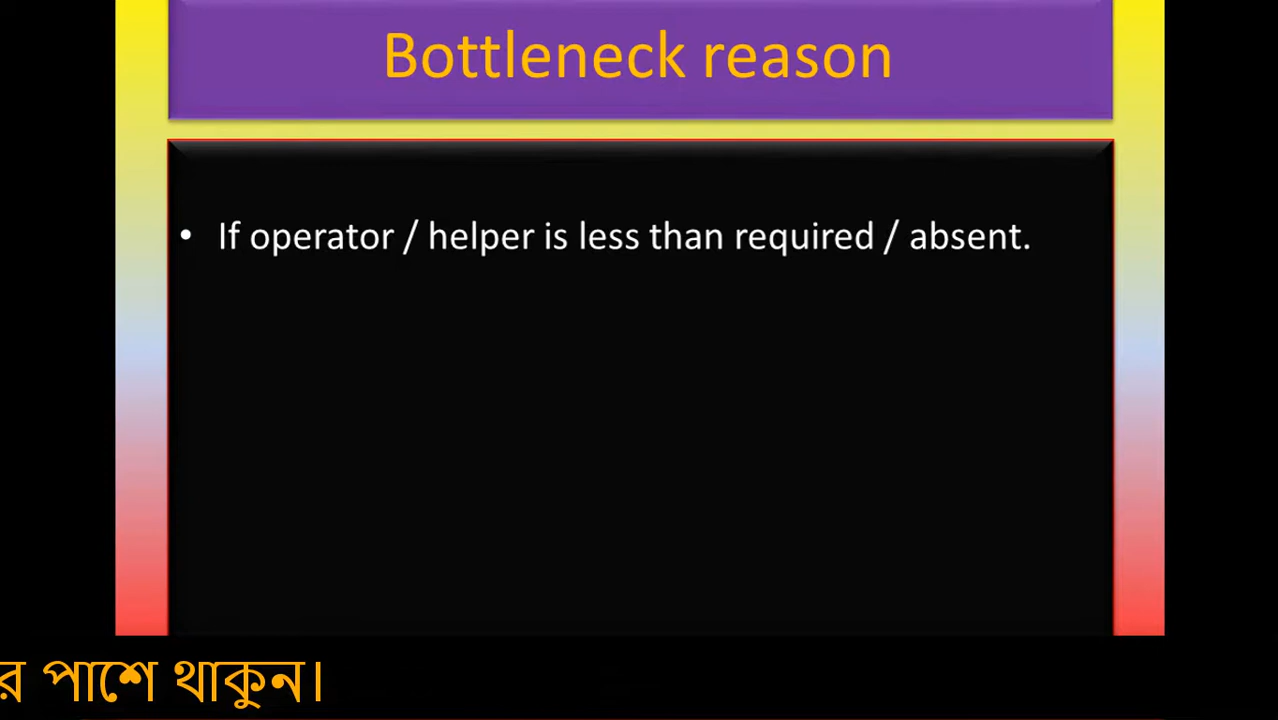 Bottleneck reason
• If operator / helper is less than required / absent.
র পাশে থাকুন।